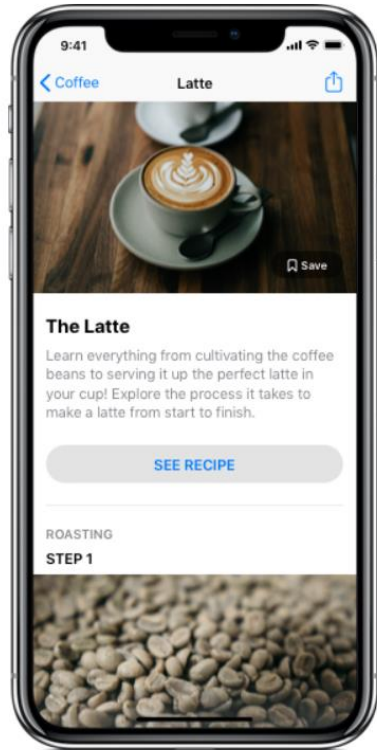 9:41
Coffee
Latte
Save
The Latte
Learn everything from cultivating the coffee
beans to serving it up the perfect latte in
your cup! Explore the process it takes to
make a latte from start to finish.
SEE RECIPE
ROASTING
STEP 1